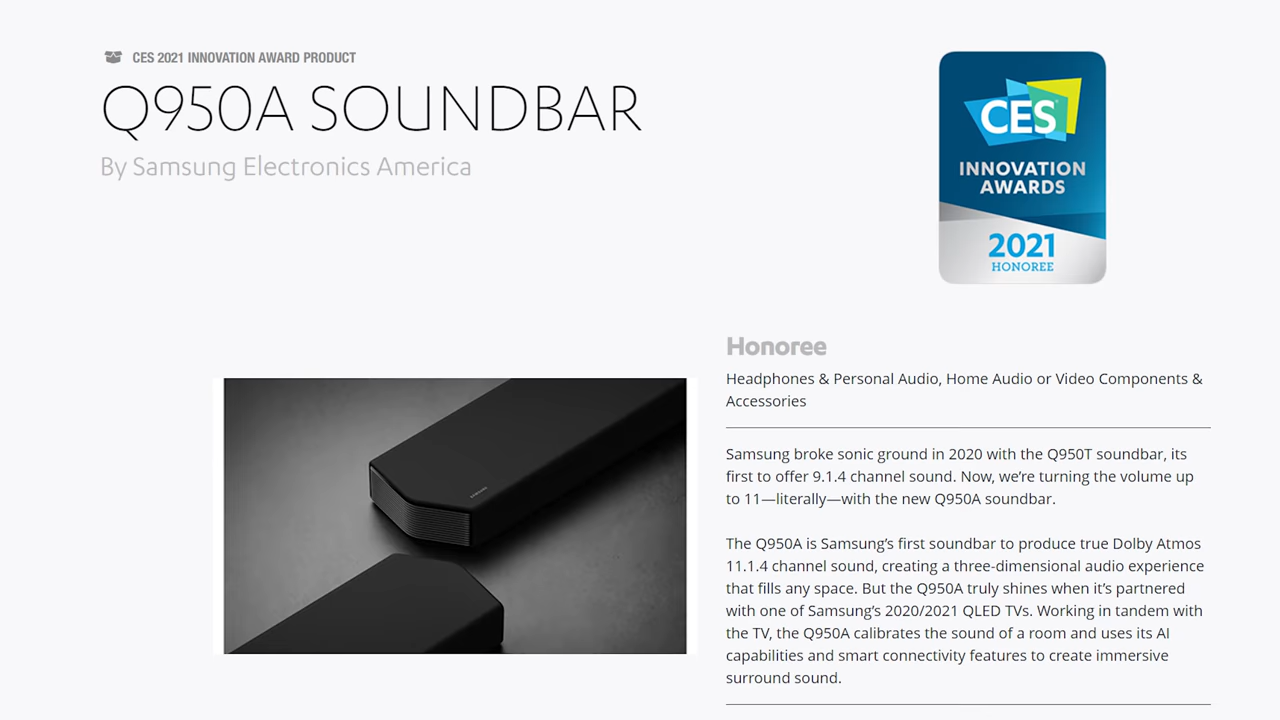 CES 2021 INNOVATION AWARD PRODUCT
Q950A SOUNDBAR
By Samsung Electronics America
CES
INNOVATION
AWARDS
2021
HONOREE
Honoree
Headphones & Personal Audio, Home Audio or Video Components &
Accessories
Samsung broke sonic ground in 2020 with the Q950T soundbar, its
first to offer 9.1.4 channel sound. Now, we’re turning the volume up
to 11—literally—with the new Q950A soundbar.
The Q950A is Samsung’s first soundbar to produce true Dolby Atmos
11.1.4 channel sound, creating a three-dimensional audio experience
that fills any space. But the Q950A truly shines when it’s partnered
with one of Samsung’s 2020/2021 QLED TVs. Working in tandem with
the TV, the Q950A calibrates the sound of a room and uses its AI
capabilities and smart connectivity features to create immersive
surround sound.
SAMSUNG